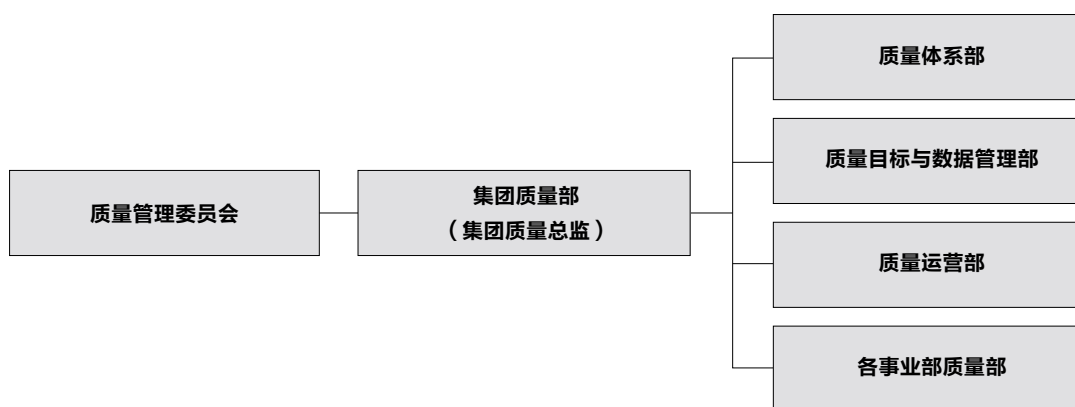 质量管理委员会
集团质量部
（集团质量总监）
质量体系部
质量目标与数据管理部
质量运营部
各事业部质量部